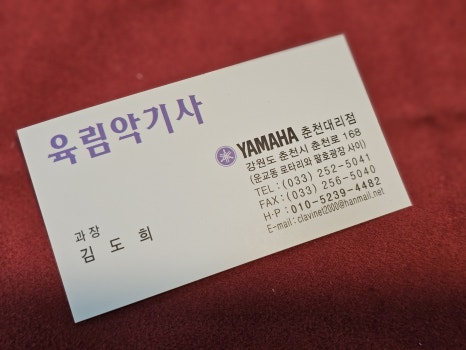 육림악기사
YAMAHA 춘천대리점
강원도 춘천시 춘천로 168
(운교동 로타리와 팔호광장 사이)
TEL : (033) 252-5041
FAX : (033) 256-5040
H·P : 010-5239-4482
E-mail : clavinet2000@hanmail.net
과장
김 도 희